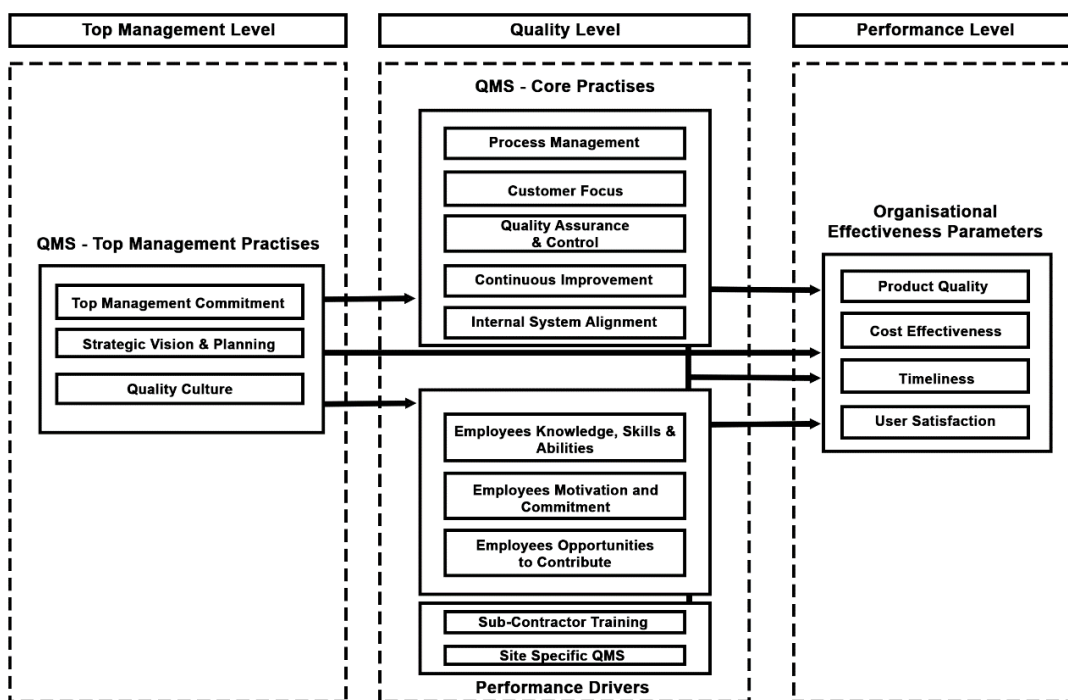 Top Management Level
Quality Level
Performance Level
QMS - Top Management Practises
Top Management Commitment
Strategic Vision & Planning
Quality Culture
QMS - Core Practises
Process Management
Customer Focus
Quality Assurance
& Control
Continuous Improvement
Internal System Alignment
Employees Knowledge, Skills &
Abilities
Employees Motivation and
Commitment
Employees Opportunities
to Contribute
Sub-Contractor Training
Site Specific QMS
Performance Drivers
Organisational
Effectiveness Parameters
Product Quality
Cost Effectiveness
Timeliness
User Satisfaction